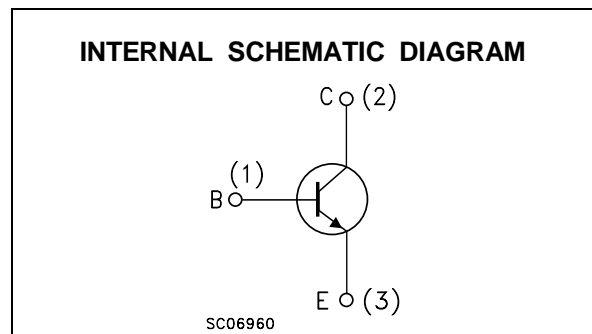 INTERNAL SCHEMATIC DIAGRAM
C (2)
(1)
B
E (3)
SC06960